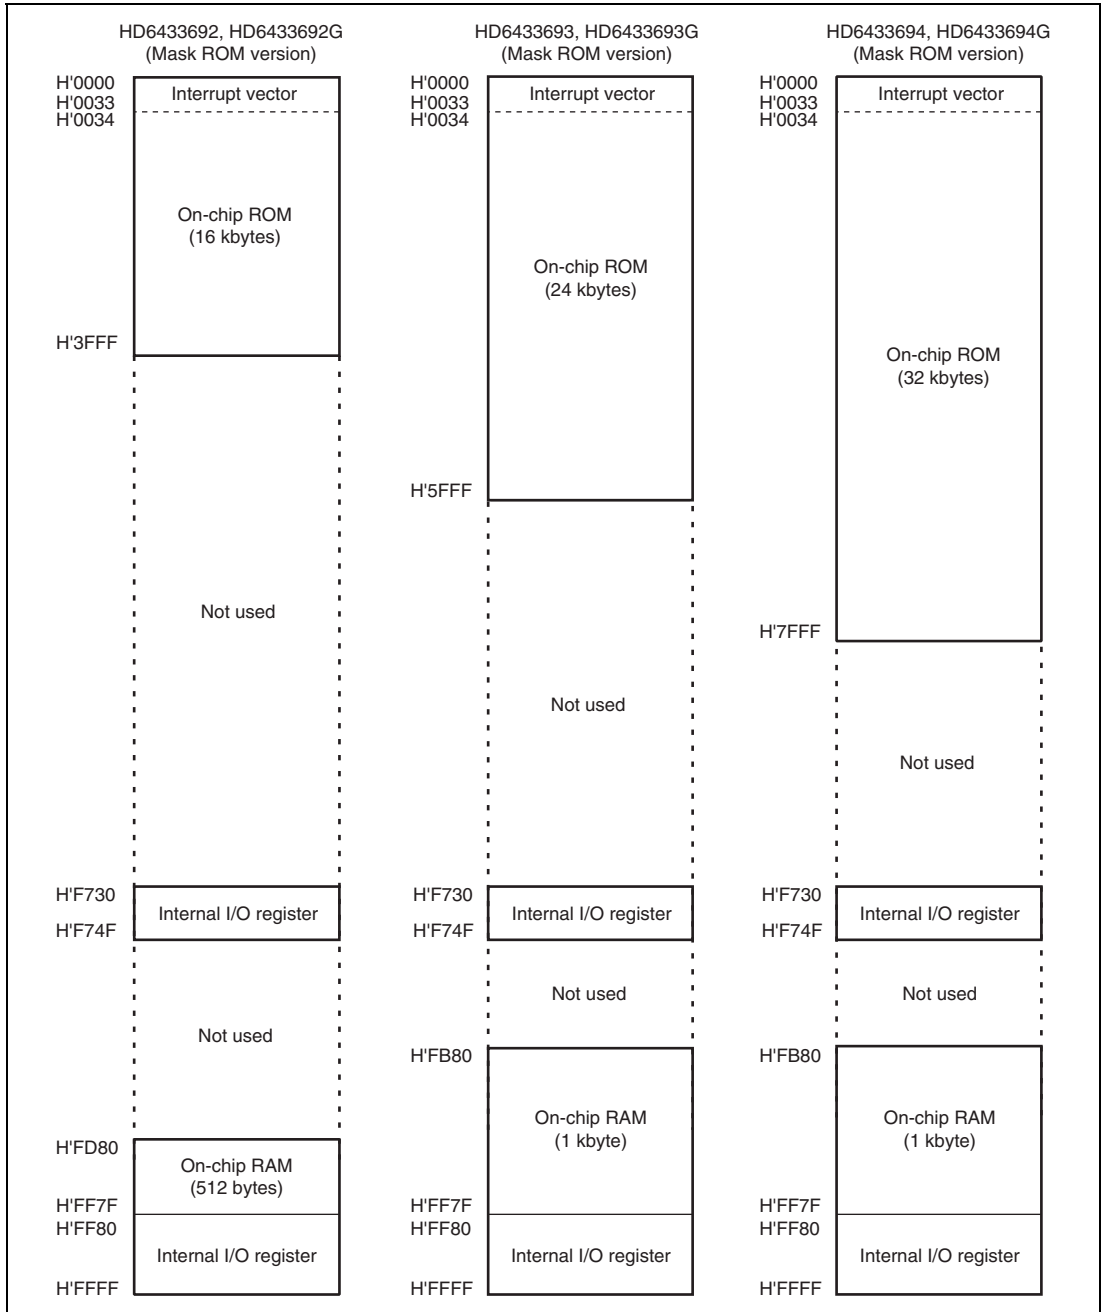 HD6433692, HD6433692G
(Mask ROM version)
H'0000
H'0033
H'0034
Interrupt vector
On-chip ROM
(16 kbytes)
H'3FFF
Not used
H'F730
Internal I/O register
H'F74F
Not used
H'FD80
On-chip RAM
(512 bytes)
H'FF7F
H'FF80
Internal I/O register
H'FFFF
HD6433693, HD6433693G
(Mask ROM version)
H'0000
H'0033
H'0034
Interrupt vector
On-chip ROM
(24 kbytes)
H'5FFF
Not used
H'F730
Internal I/O register
H'F74F
Not used
H'FB80
On-chip RAM
(1 kbyte)
H'FF7F
H'FF80
Internal I/O register
H'FFFF
HD6433694, HD6433694G
(Mask ROM version)
H'0000
H'0033
H'0034
Interrupt vector
On-chip ROM
(32 kbytes)
H'7FFF
Not used
H'F730
Internal I/O register
H'F74F
Not used
H'FB80
On-chip RAM
(1 kbyte)
H'FF7F
H'FF80
Internal I/O register
H'FFFF